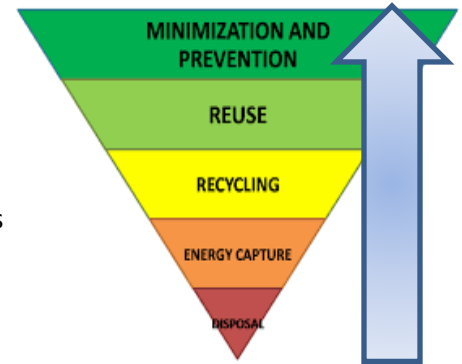 MINIMIZATION AND
PREVENTION
REUSE
RECYCLING
s
ENERGY CAPTURE
DISPOSAL